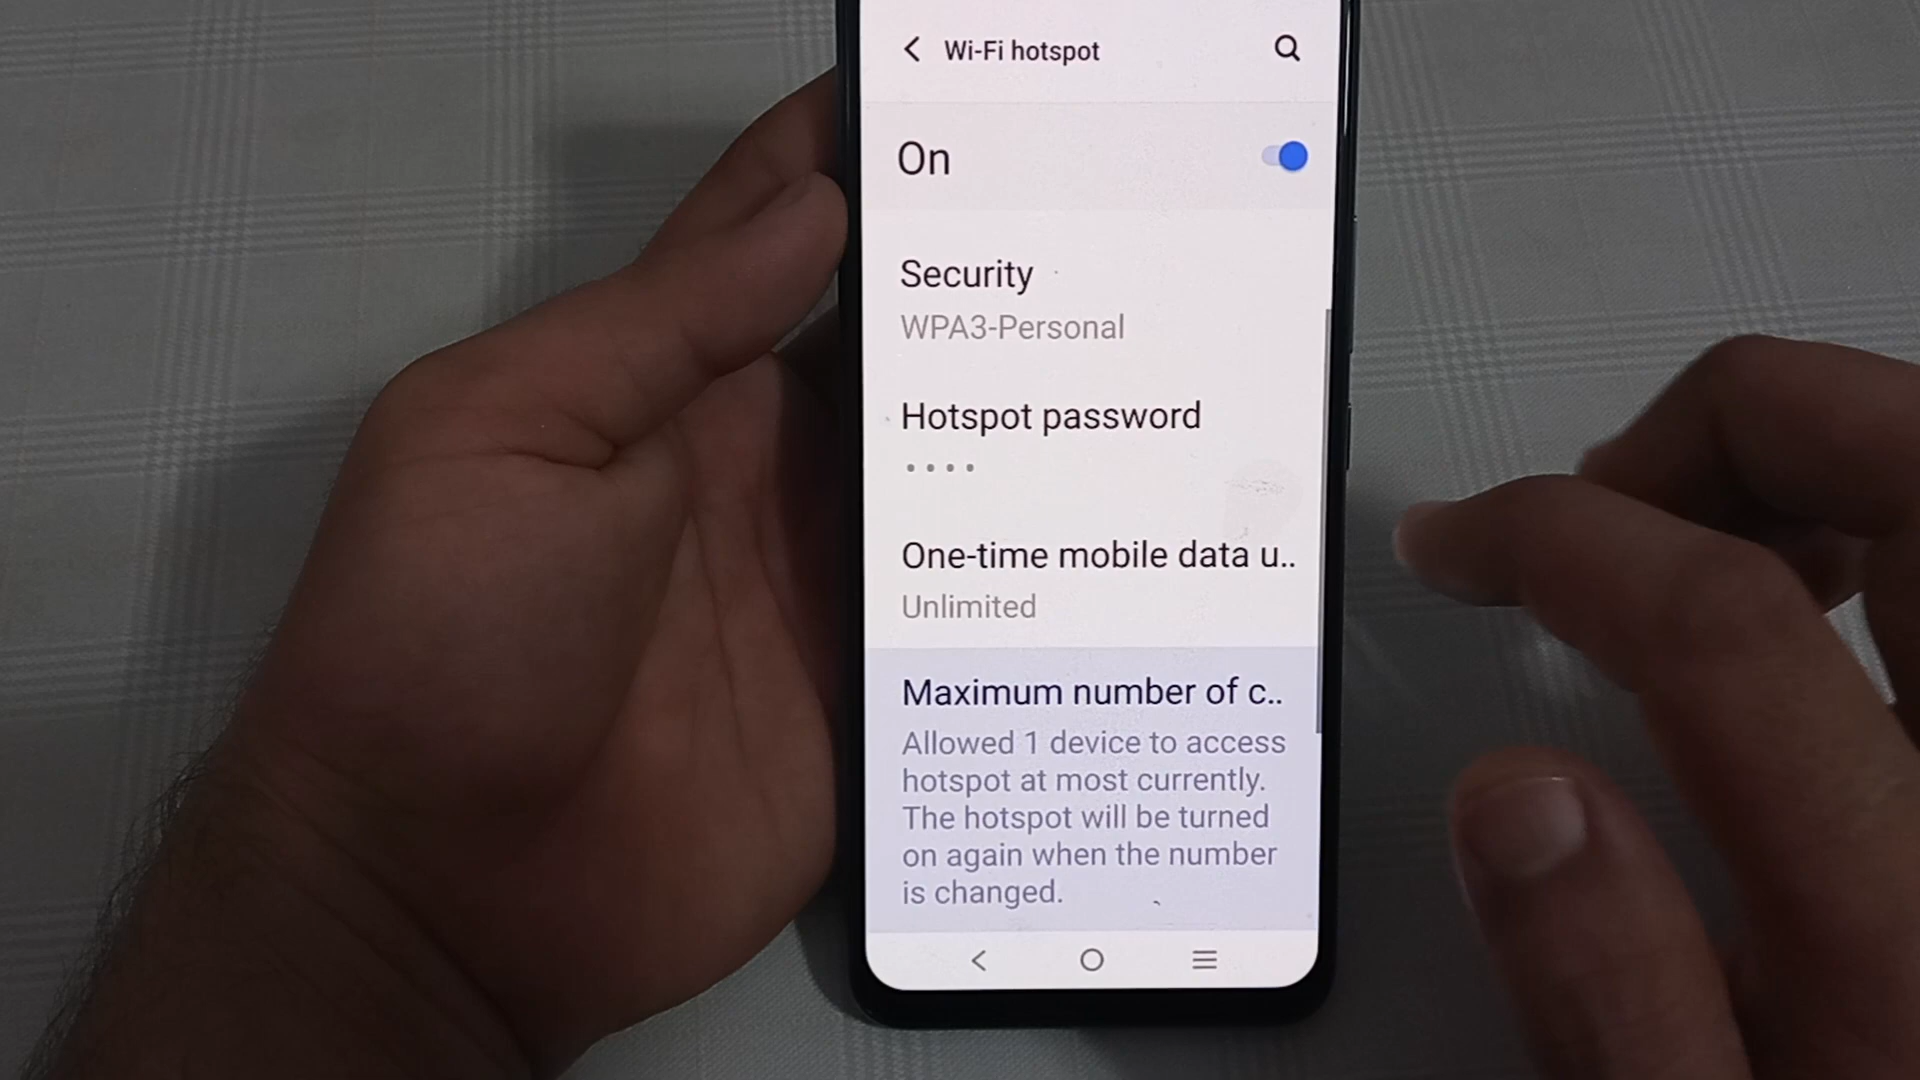 Wi-Fi hotspot
On
Security
WPA3-Personal
Hotspot password
••••
One-time mobile data u..
Unlimited
Maximum number of c..
Allowed 1 device to access
hotspot at most currently.
The hotspot will be turned
on again when the number
is changed.